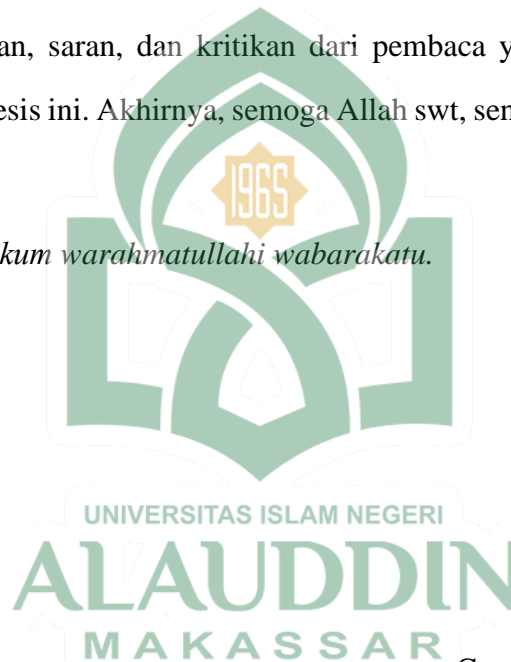 an, saran, dan kritikan dari pembaca y
esis ini. Akhirnya, semoga Allah swt, sen
1965
kum warahmatullahi wabarakatu.
UNIVERSITAS ISLAM NEGERI
ALAUDDIN
MAKASSAR